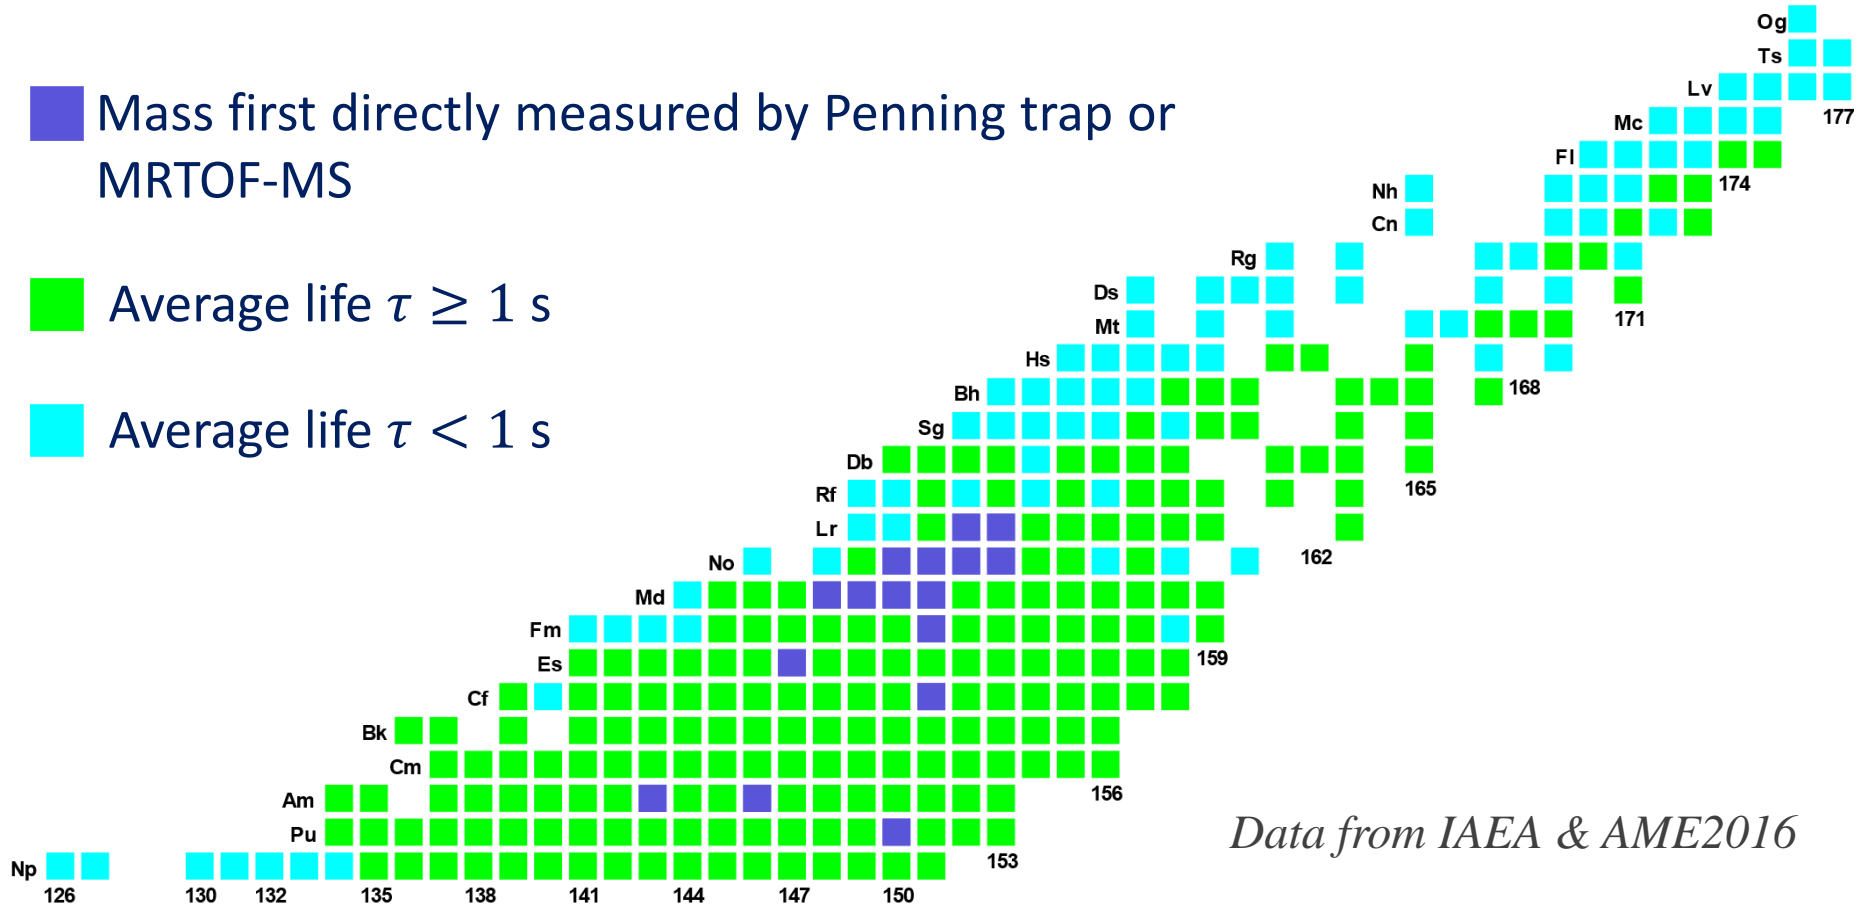 Og
Ts
Lv
Mass first directly measured by Penning trap or
MRTOF-MS
Mc
177
Fl
174
Nh
Cn
Rg
Average life τ ≥ 1 s
Ds
Mt
171
Hs
168
Bh
Average life τ < 1 s
Sg
Db
165
Rf
Lr
162
No
Md
Fm
159
Es
Cf
Bk
Cm
156
Am
Pu
Data from IAEA & AME2016
153
Np
126 130 132 135 138 141 144 147 150